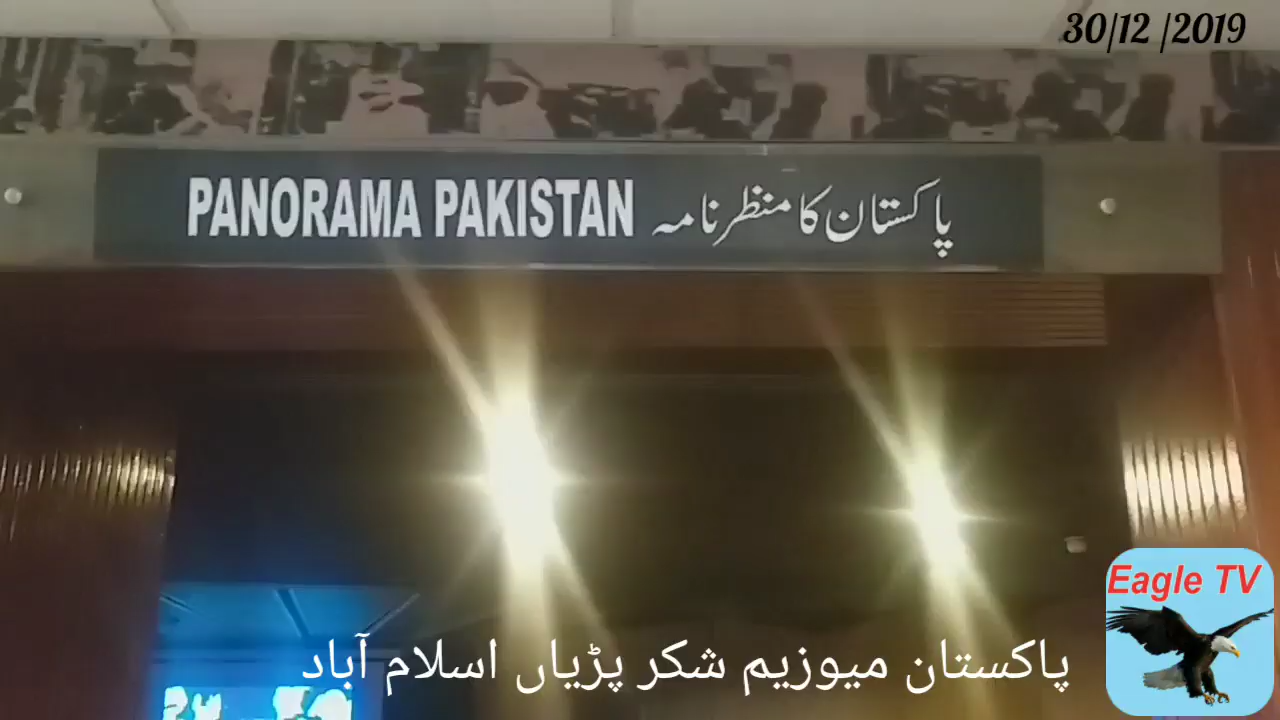 30/12 /2019
PANORAMA PAKISTAN پاکستان کا منظر نامہ
Eagle TV
پاکستان میوزیم شکر پڑیاں اسلام آباد